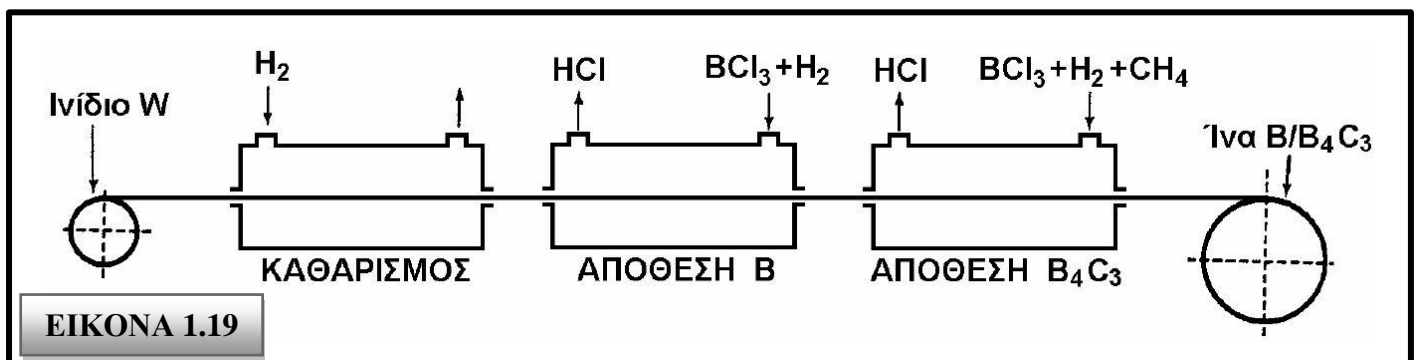 H₂ HCl BCl₃+H₂ HCl BCl₃+H₂+CH₄
Ινίδιο W
Ίνα B/B₄C₃
ΚΑΘΑΡΙΣΜΟΣ ΑΠΟΘΕΣΗ B ΑΠΟΘΕΣΗ B₄C₃
ΕΙΚΟΝΑ 1.19